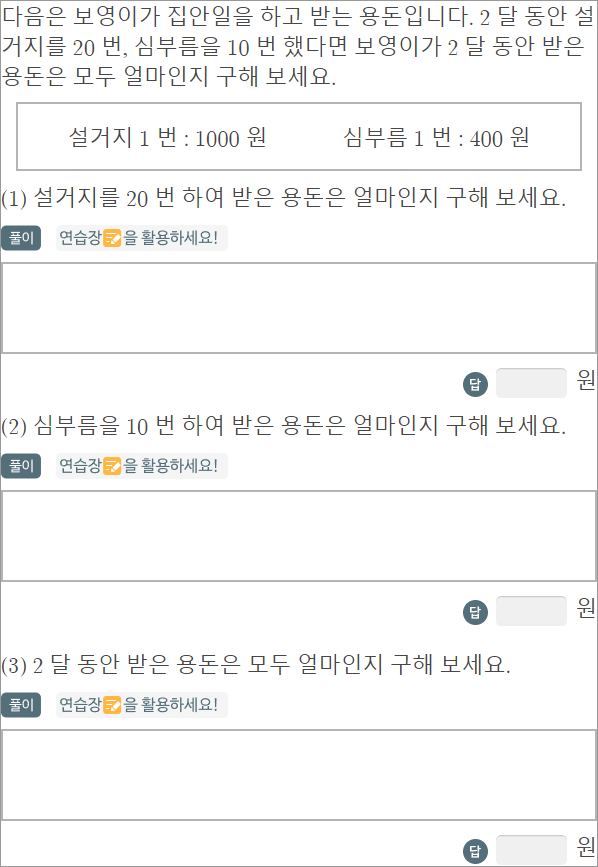 다음은 보영이가 집안일을 하고 받는 용돈입니다. 2 달 동안 설
거지를 20 번, 심부름을 10 번 했다면 보영이가 2 달 동안 받은
용돈은 모두 얼마인지 구해 보세요.
설거지 1 번 : 1000 원 심부름 1 번 : 400 원
(1) 설거지를 20 번 하여 받은 용돈은 얼마인지 구해 보세요.
풀이 연습장을 활용하세요!
답 원
(2) 심부름을 10 번 하여 받은 용돈은 얼마인지 구해 보세요.
풀이 연습장을 활용하세요!
답 원
(3) 2 달 동안 받은 용돈은 모두 얼마인지 구해 보세요.
풀이 연습장을 활용하세요!
답 원